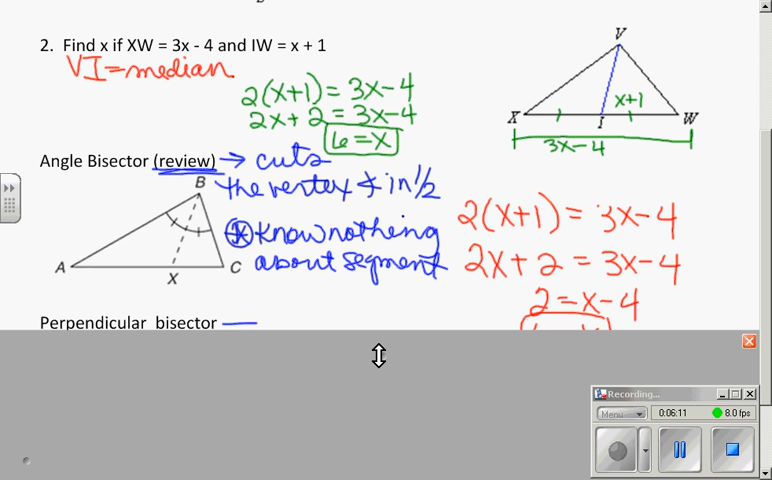 2. Find x if XW = 3x - 4 and IW = x + 1
VI = median
2(x+1) = 3x-4
2x+2 = 3x-4
6 = x
V
X
I
W
x+1
3x-4
Angle Bisector (review) → cuts
the vertex ∢ in 1/2
* know nothing
about segment
B
A
X
C
2(x+1) = 3x-4
2x+2 = 3x-4
2 = x-4
Perpendicular bisector
Recording...
Menu
0:06:11
8.0 fps